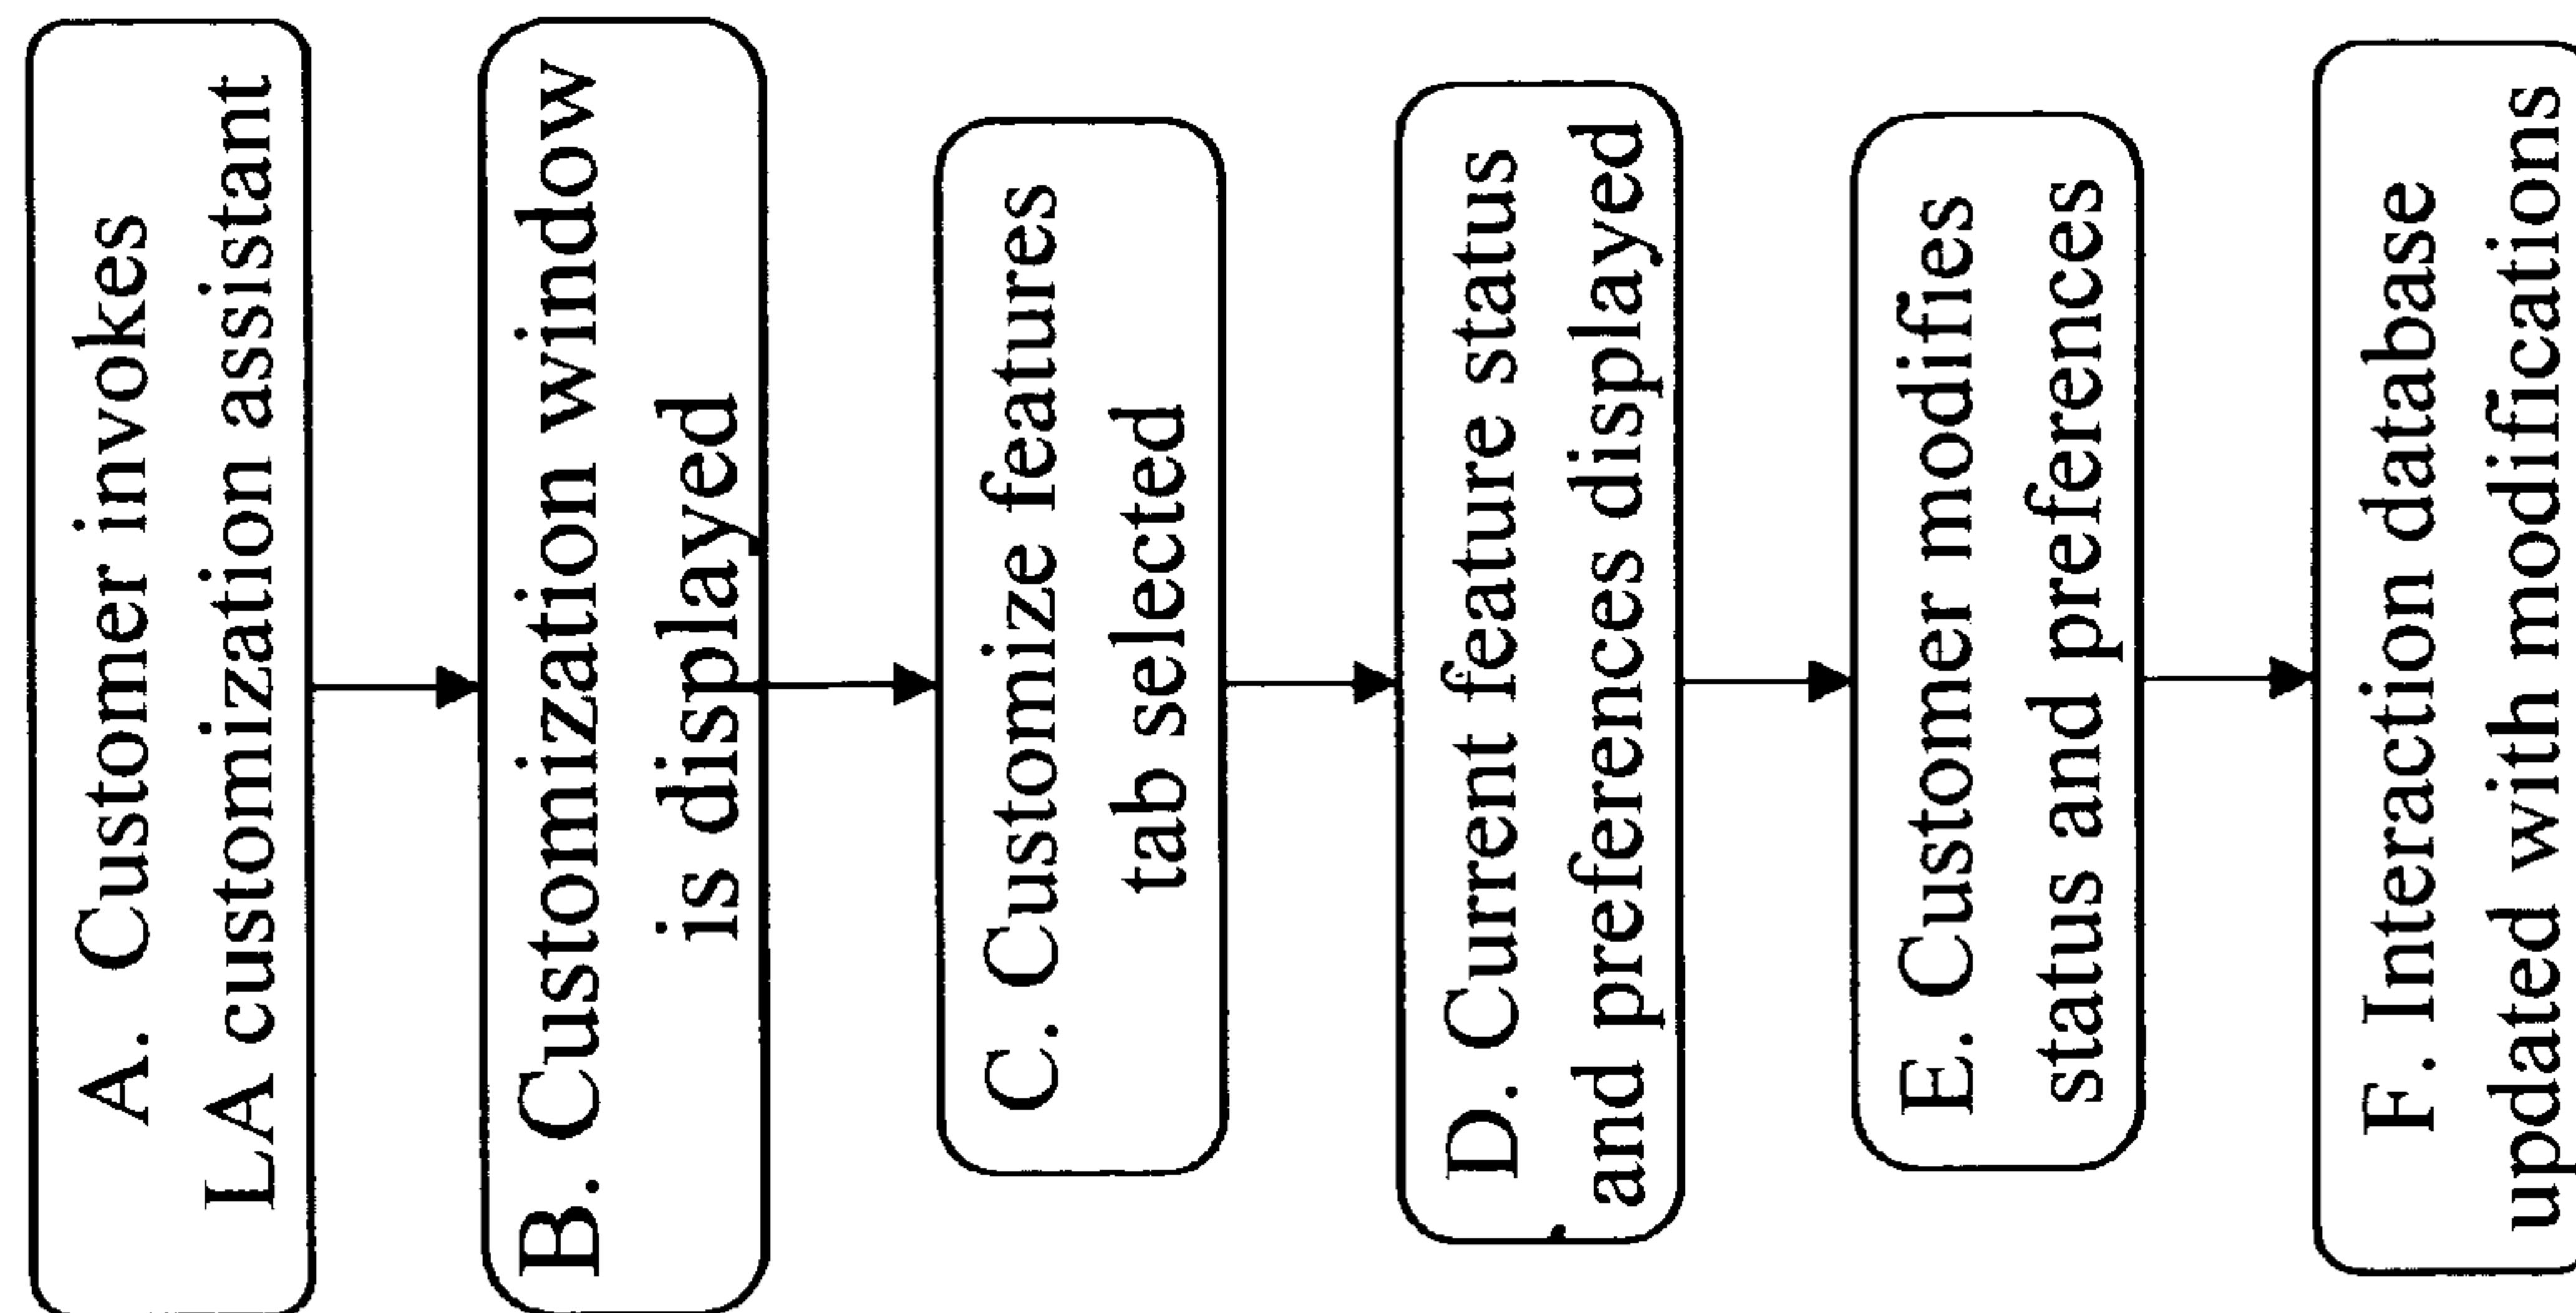 A. Customer invokes
LA customization assistant
B. Customization window
is displayed
C. Customize features
tab selected
D. Current feature status
and preferences displayed
E. Customer modifies
status and preferences
F. Interaction database
updated with modifications